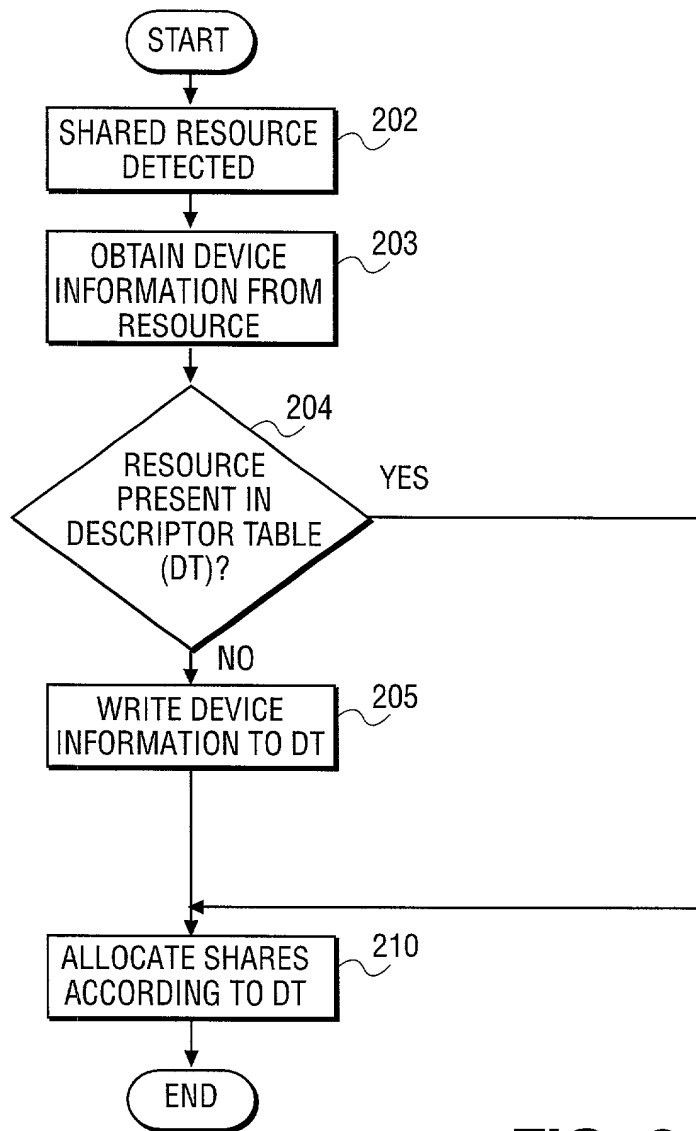 START
SHARED RESOURCE
DETECTED
202
OBTAIN DEVICE
INFORMATION FROM
RESOURCE
203
204
RESOURCE
PRESENT IN
DESCRIPTOR TABLE
(DT)?
YES
NO
WRITE DEVICE
INFORMATION TO DT
205
ALLOCATE SHARES
ACCORDING TO DT
210
END